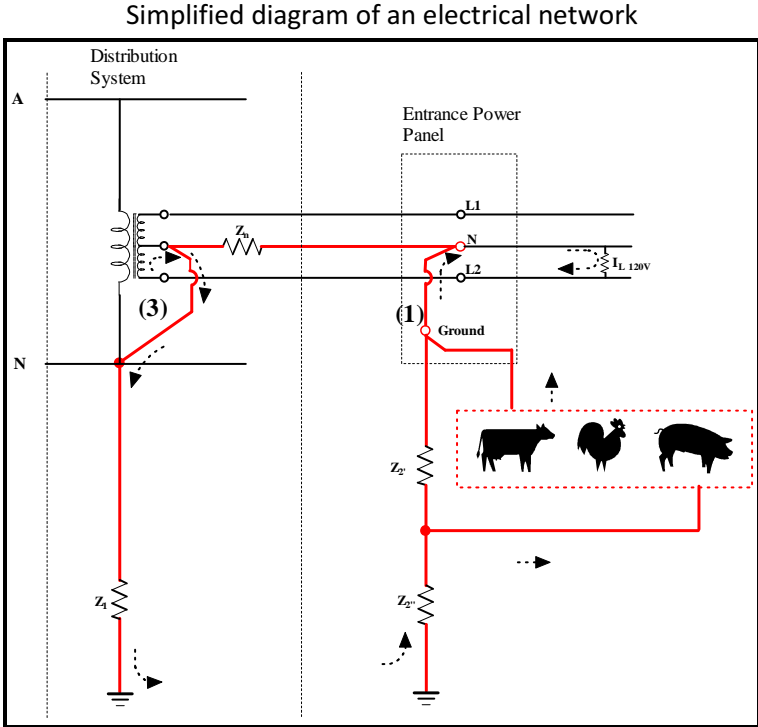 Simplified diagram of an electrical network
Distribution
System
A
Entrance Power
Panel
L1
Zn
N
IL 120V
L2
(3)
(1)
Ground
N
Z2'
Z1
Z2''